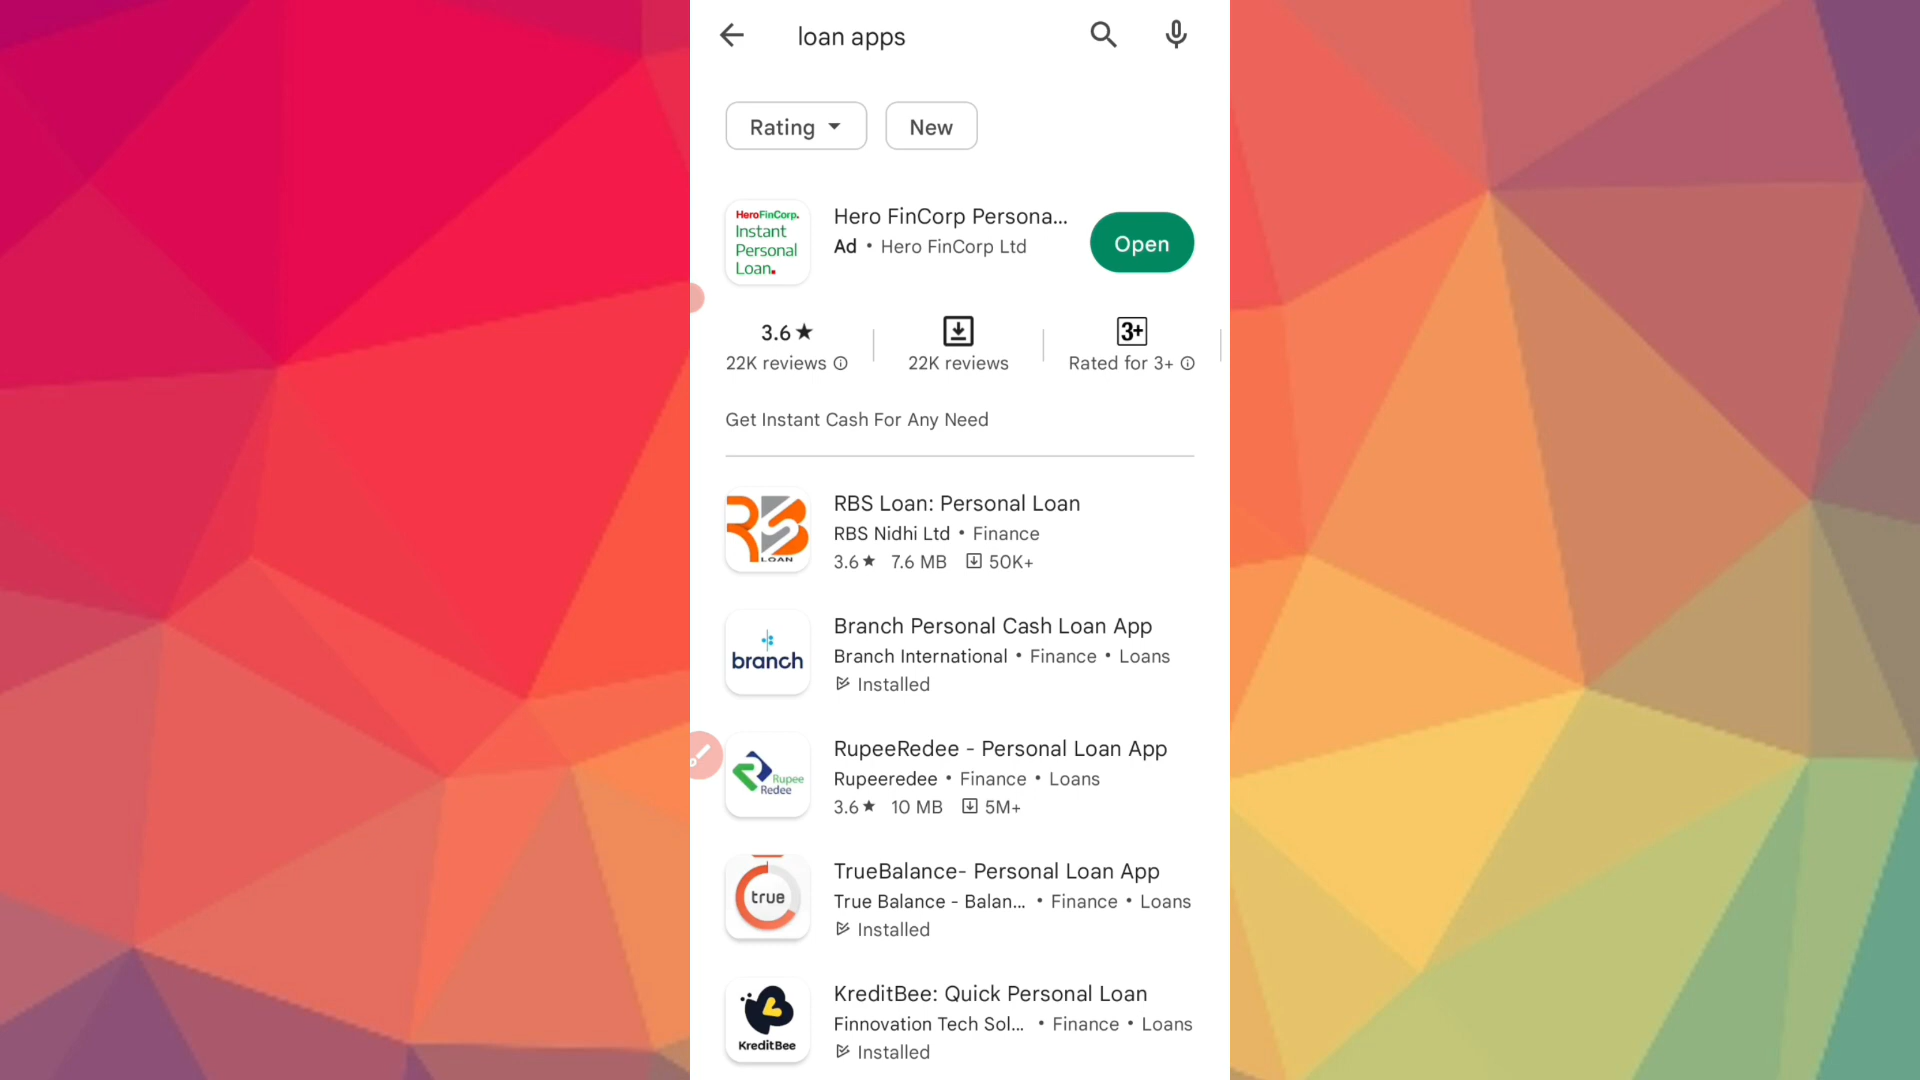 loan apps
Rating
New
HeroFinCorp.
Instant
Personal
Loan.
Hero FinCorp Persona...
Ad • Hero FinCorp Ltd
Open
3.6★
22K reviews
22K reviews
3+
Rated for 3+
Get Instant Cash For Any Need
RBS
LOAN
RBS Loan: Personal Loan
RBS Nidhi Ltd • Finance
3.6★ 7.6 MB 50K+
branch
Branch Personal Cash Loan App
Branch International • Finance • Loans
Installed
Rupee
Redee
RupeeRedee - Personal Loan App
Rupeeredee • Finance • Loans
3.6★ 10 MB 5M+
true
TrueBalance- Personal Loan App
True Balance - Balan... • Finance • Loans
Installed
KreditBee
KreditBee: Quick Personal Loan
Finnovation Tech Sol... • Finance • Loans
Installed